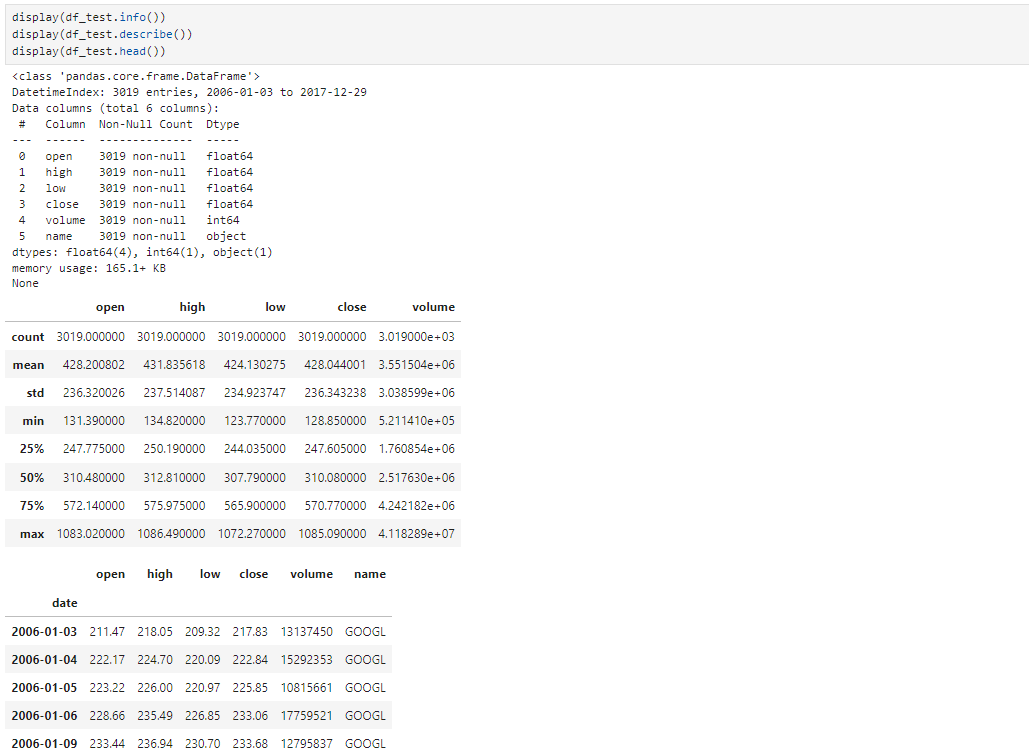 display(df_test.info())
display(df_test.describe())
display(df_test.head())
<class 'pandas.core.frame.DataFrame'>
DatetimeIndex: 3019 entries, 2006-01-03 to 2017-12-29
Data columns (total 6 columns):
 #   Column  Non-Null Count  Dtype
---  ------  --------------  -----
 0   open    3019 non-null   float64
 1   high    3019 non-null   float64
 2   low     3019 non-null   float64
 3   close   3019 non-null   float64
 4   volume  3019 non-null   int64
 5   name    3019 non-null   object
dtypes: float64(4), int64(1), object(1)
memory usage: 165.1+ KB
None
open high low close volume
count 3019.000000 3019.000000 3019.000000 3019.000000 3.019000e+03
mean 428.200802 431.835618 424.130275 428.044001 3.551504e+06
std 236.320026 237.514087 234.923747 236.343238 3.038599e+06
min 131.390000 134.820000 123.770000 128.850000 5.211410e+05
25% 247.775000 250.190000 244.035000 247.605000 1.760854e+06
50% 310.480000 312.810000 307.790000 310.080000 2.517630e+06
75% 572.140000 575.975000 565.900000 570.770000 4.242182e+06
max 1083.020000 1086.490000 1072.270000 1085.090000 4.118289e+07
open high low close volume name
date
2006-01-03 211.47 218.05 209.32 217.83 13137450 GOOGL
2006-01-04 222.17 224.70 220.09 222.84 15292353 GOOGL
2006-01-05 223.22 226.00 220.97 225.85 10815661 GOOGL
2006-01-06 228.66 235.49 226.85 233.06 17759521 GOOGL
2006-01-09 233.44 236.94 230.70 233.68 12795837 GOOGL